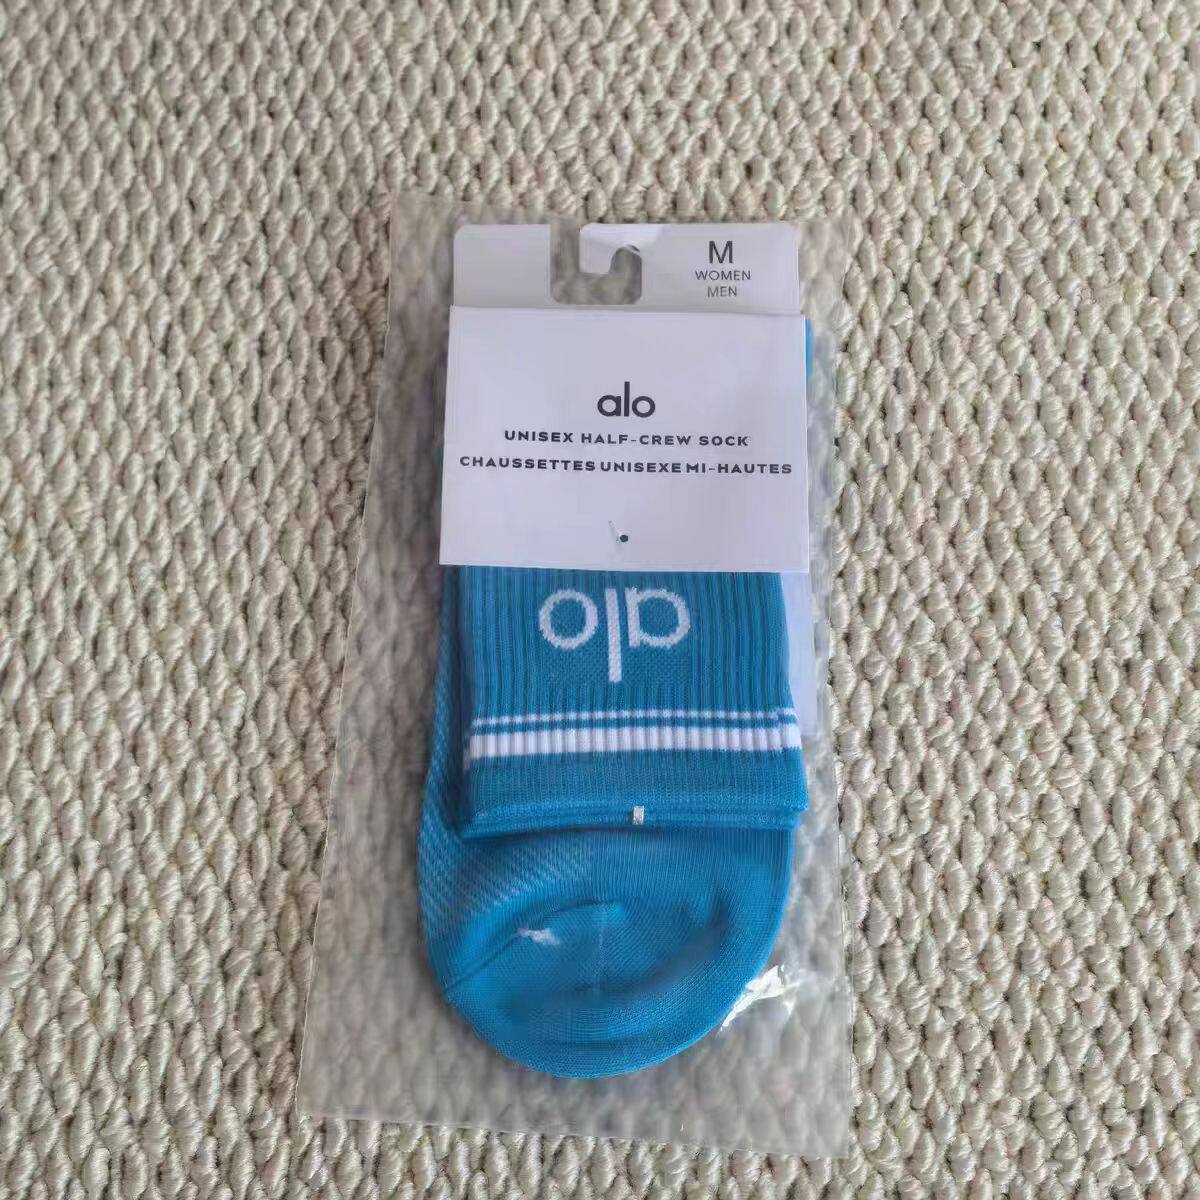 M
WOMEN
MEN
alo
UNISEX HALF-CREW SOCK
CHAUSSETTES UNISEXE MI-HAUTES
alo